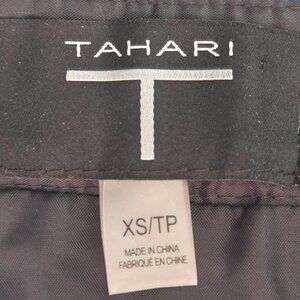 TAHARI
T
XS/TP
MADE IN CHINA
FABRIQUÉ EN CHINE